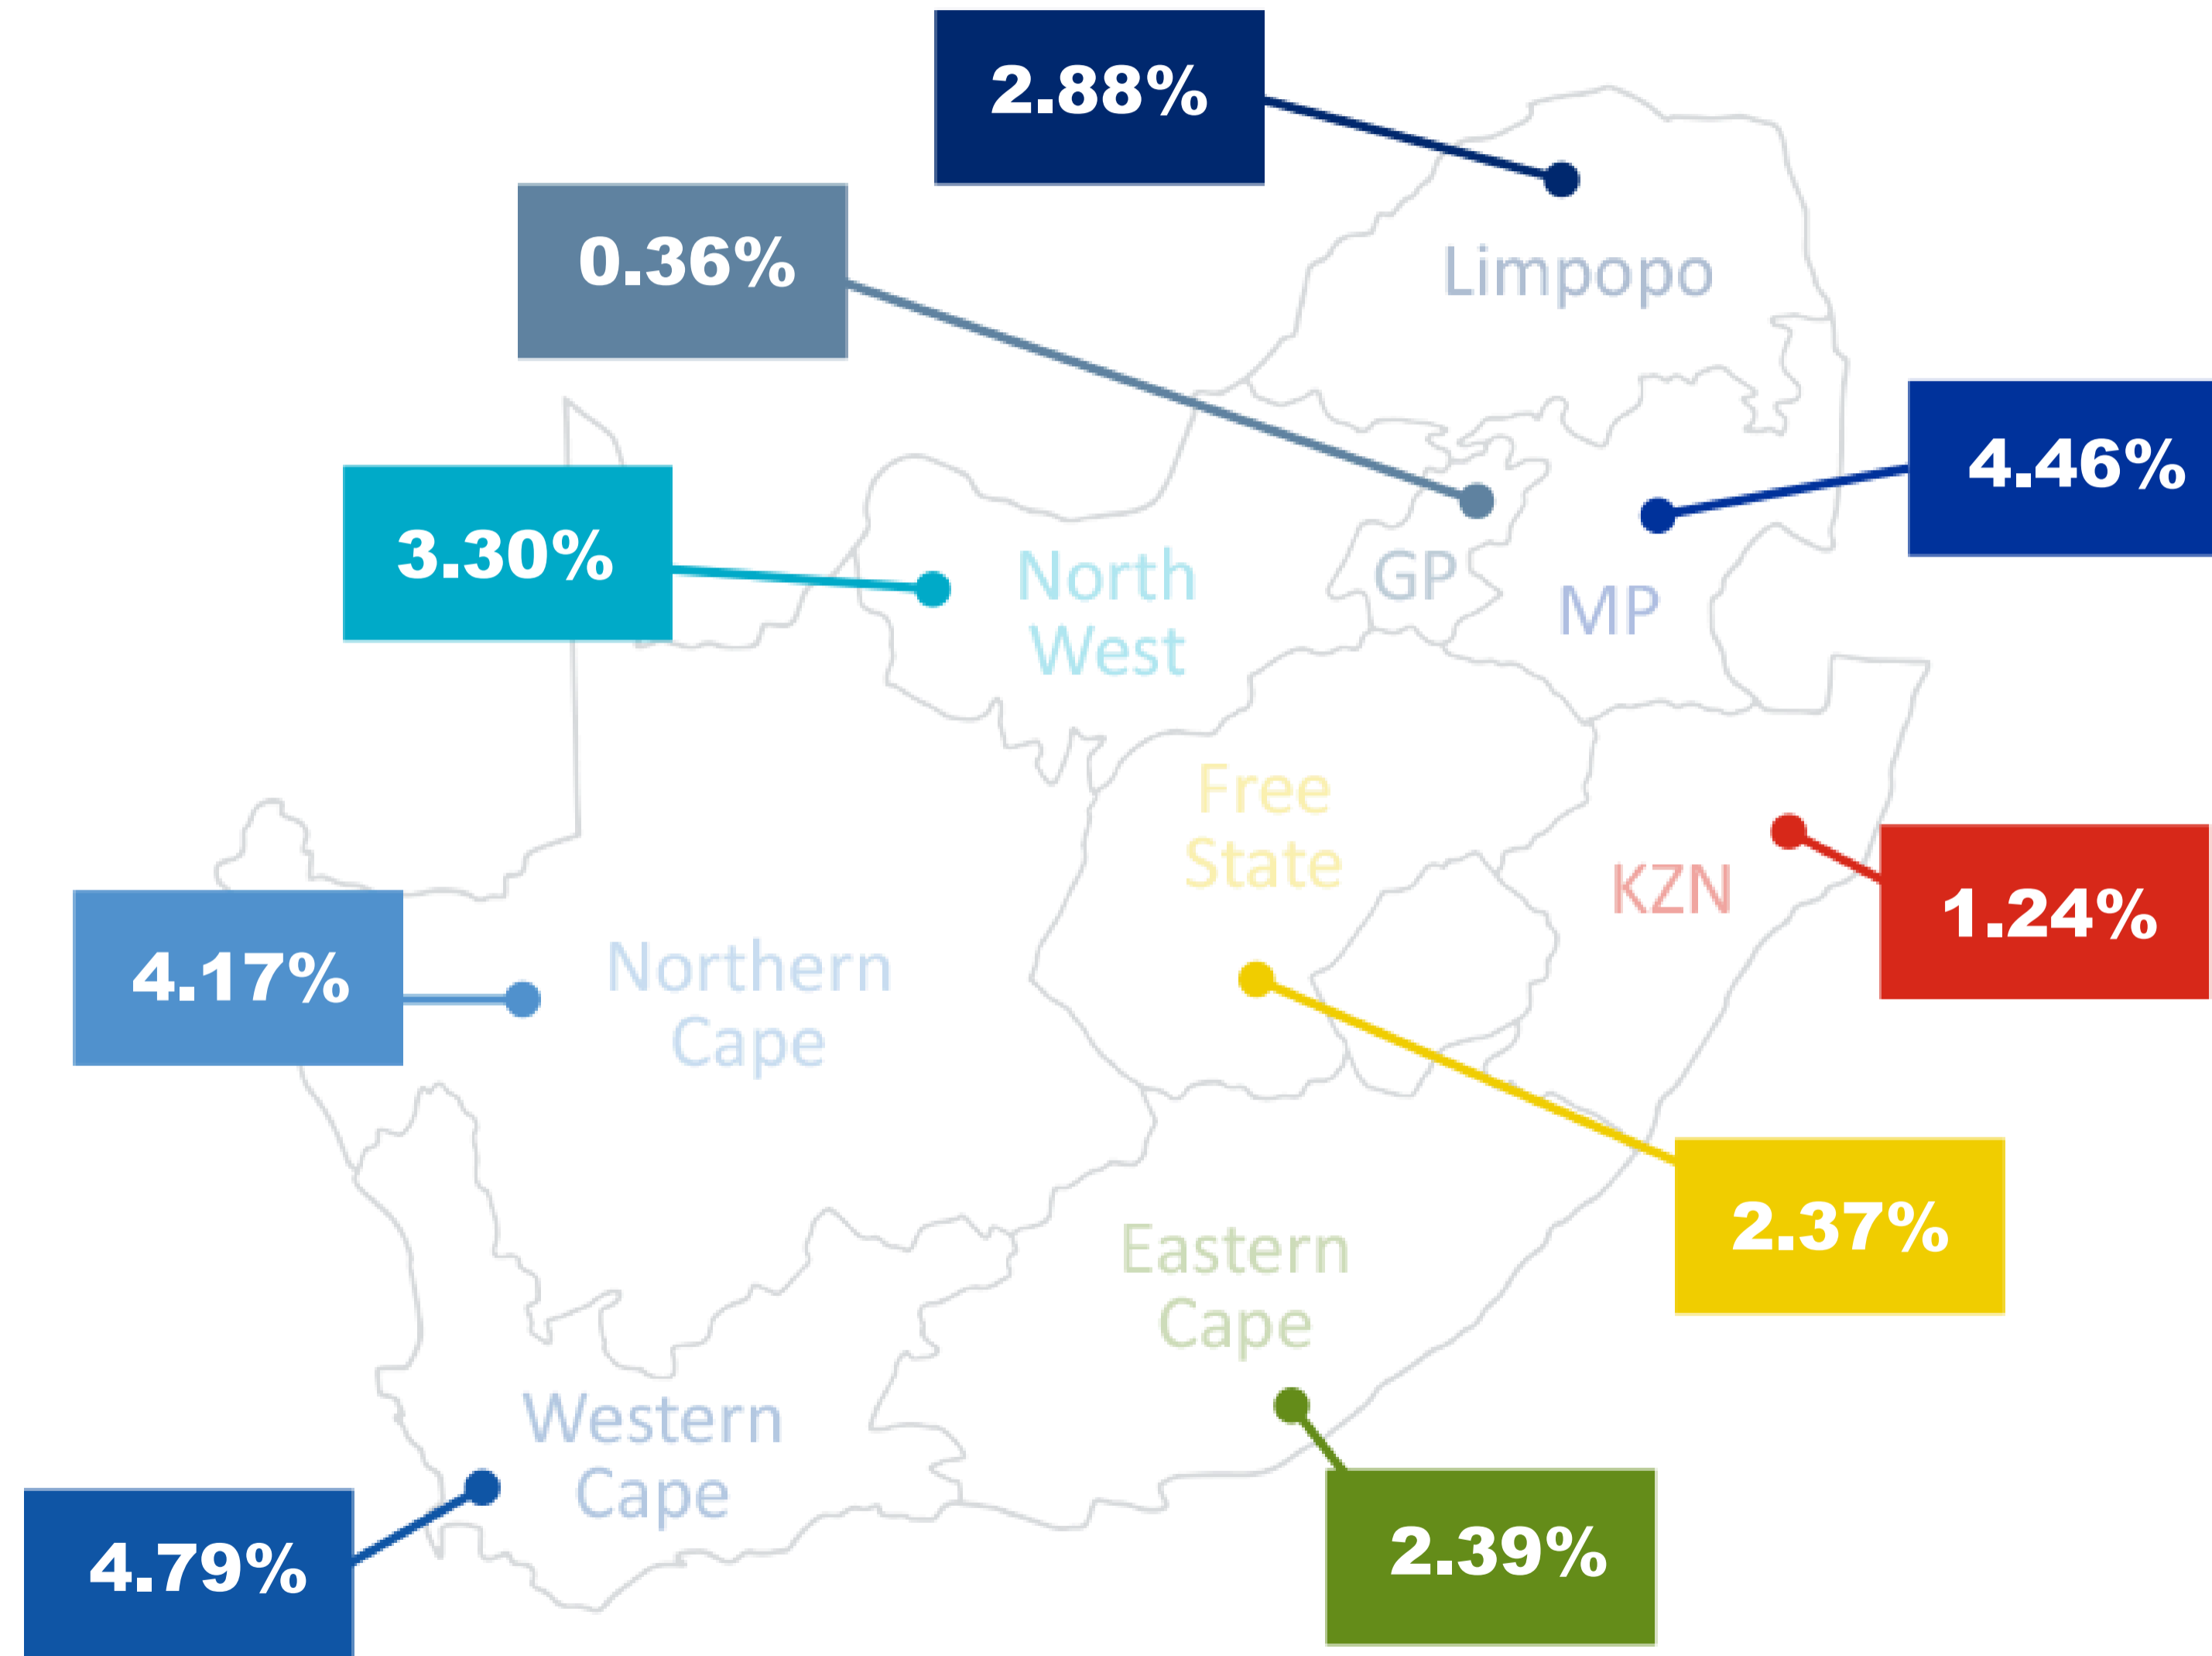 2.88%
0.36%
Limpopo
4.46%
3.30%
North
West
GP
MP
Free
State
KZN
1.24%
4.17%
Northern
Cape
2.37%
Eastern
Cape
Western
Cape
4.79%
2.39%